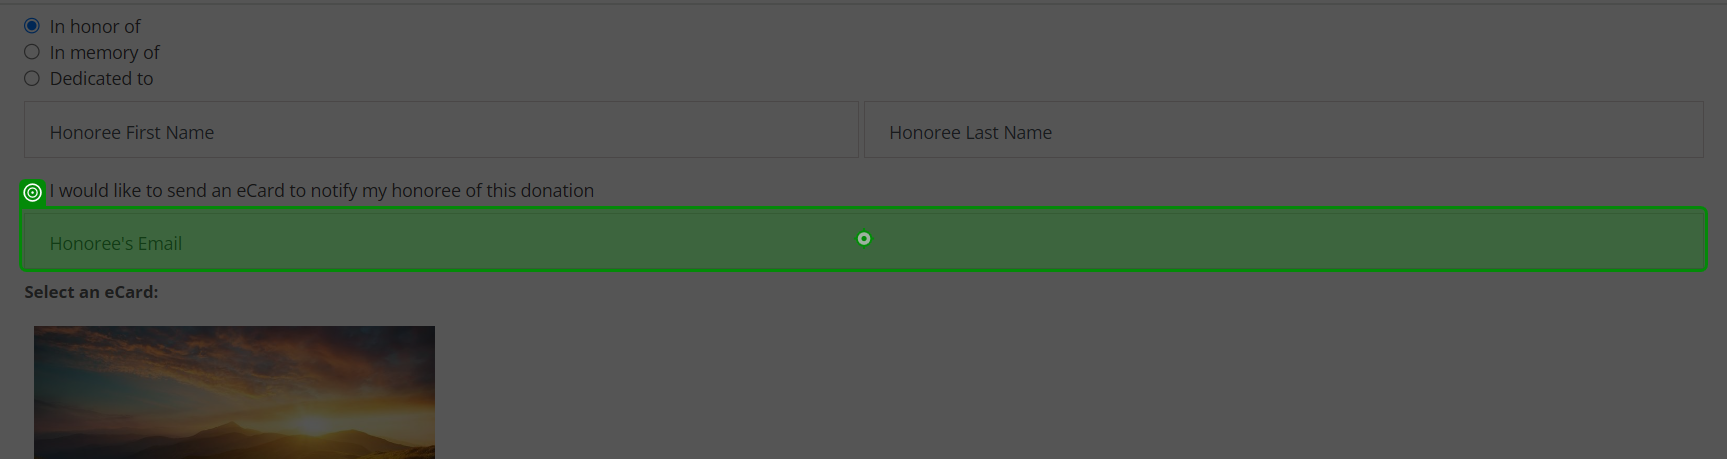 In honor of
In memory of
Dedicated to
Honoree First Name
Honoree Last Name
I would like to send an eCard to notify my honoree of this donation
Honoree's Email
Select an eCard: